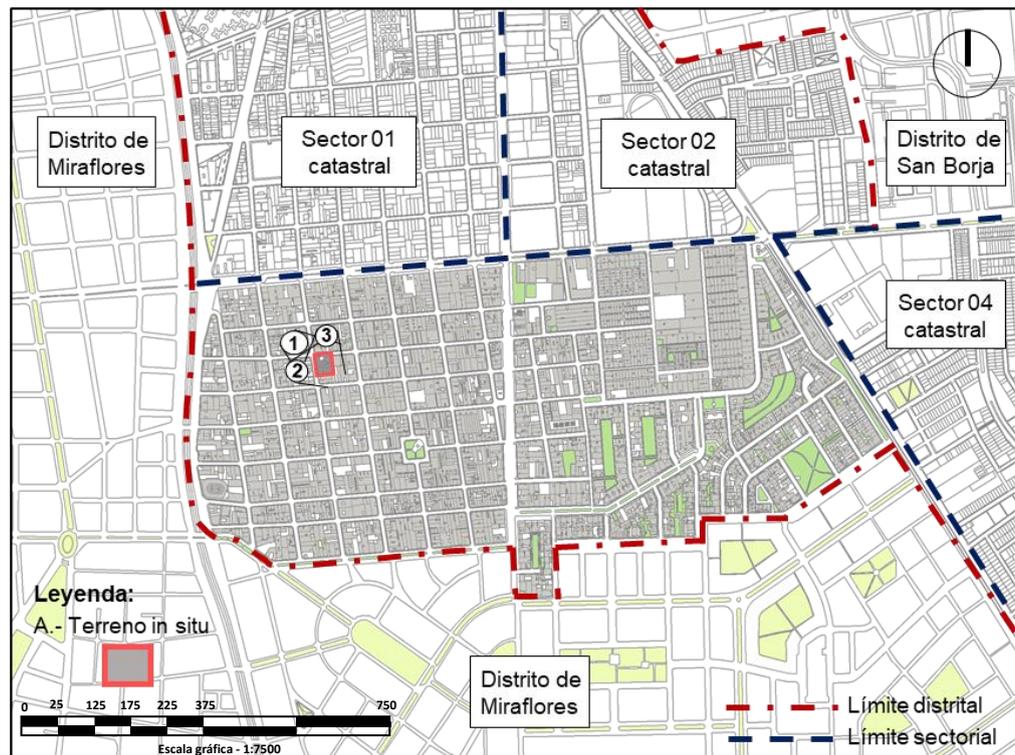 Distrito de
Miraflores
Sector 01
catastral
Sector 02
catastral
Distrito de
San Borja
Sector 04
catastral
1
3
2
Leyenda:
A.- Terreno in situ
Distrito de
Miraflores
0 25 125 175 225 375 750
Escala gráfica - 1:7500
Límite distrital
Límite sectorial